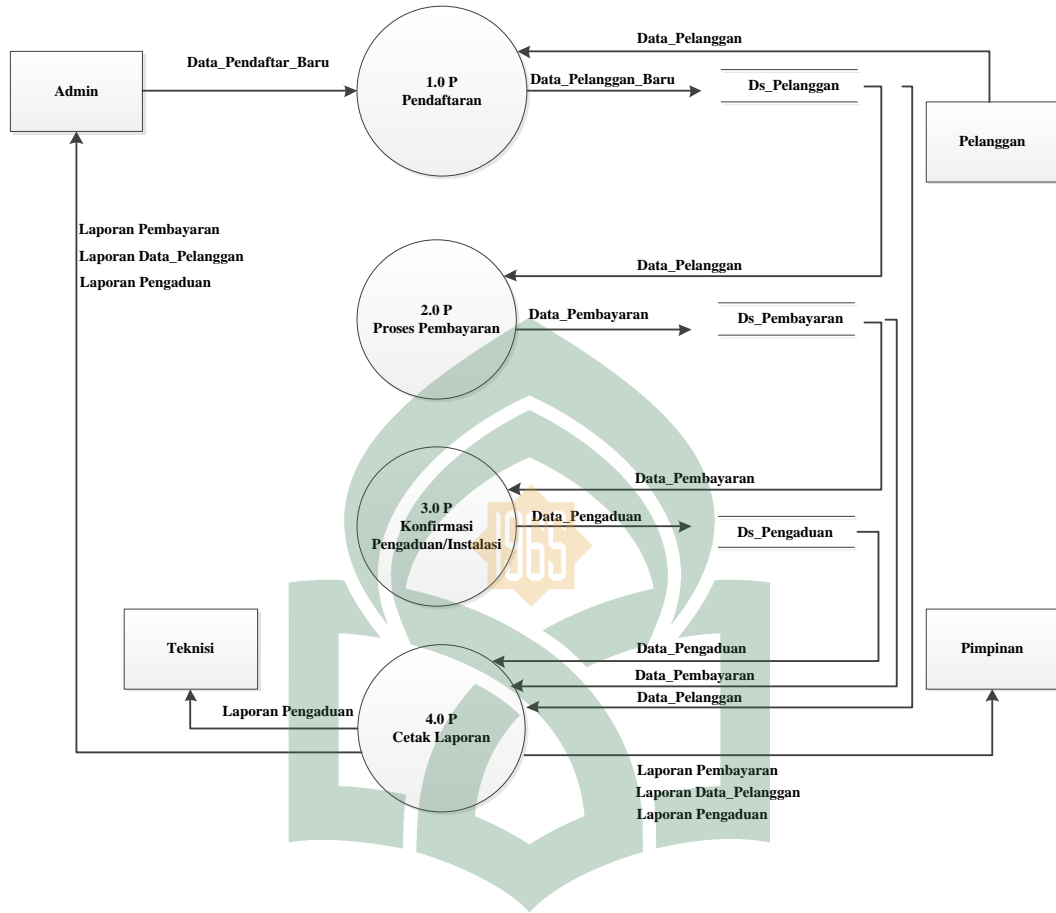 Data_Pelanggan
Data_Pendaftar_Baru
Admin
1.0 P
Pendaftaran
Data_Pelanggan_Baru
Ds_Pelanggan
Pelanggan
Laporan Pembayaran
Laporan Data_Pelanggan
Laporan Pengaduan
Data_Pelanggan
2.0 P
Proses Pembayaran
Data_Pembayaran
Ds_Pembayaran
Data_Pembayaran
3.0 P
Konfirmasi
Pengaduan/Instalasi
Data_Pengaduan
Ds_Pengaduan
1965
Teknisi
Data_Pengaduan
Pimpinan
Data_Pembayaran
Data_Pelanggan
Laporan Pengaduan
4.0 P
Cetak Laporan
Laporan Pembayaran
Laporan Data_Pelanggan
Laporan Pengaduan